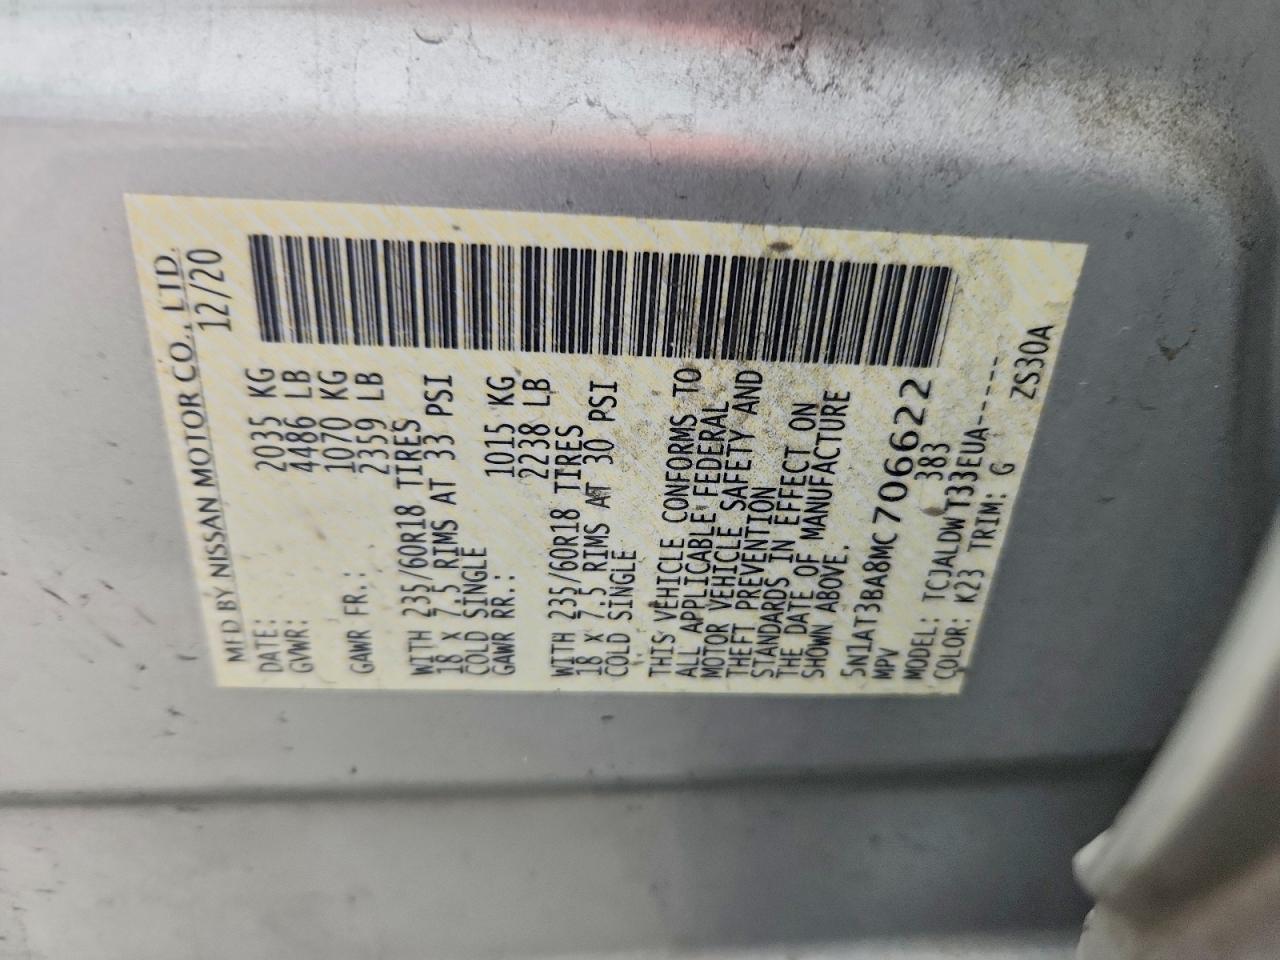 MFD BY NISSAN MOTOR CO., LTD.
DATE: 12/20
GVWR: 2035 KG
4486 LB
GAWR FR.: 1070 KG
2359 LB
WITH 235/60R18 TIRES
18 X 7.5 RIMS AT 33 PSI
COLD SINGLE
GAWR RR.: 1015 KG
2238 LB
WITH 235/60R18 TIRES
18 X 7.5 RIMS AT 30 PSI
COLD SINGLE
THIS VEHICLE CONFORMS TO
ALL APPLICABLE FEDERAL
MOTOR VEHICLE SAFETY AND
THEFT PREVENTION
STANDARDS IN EFFECT ON
THE DATE OF MANUFACTURE
SHOWN ABOVE.
5N1AT3BA8MC706622
MPV 383
MODEL: TCJALDWT33EUA-----
COLOR: K23 TRIM: G ZS30A